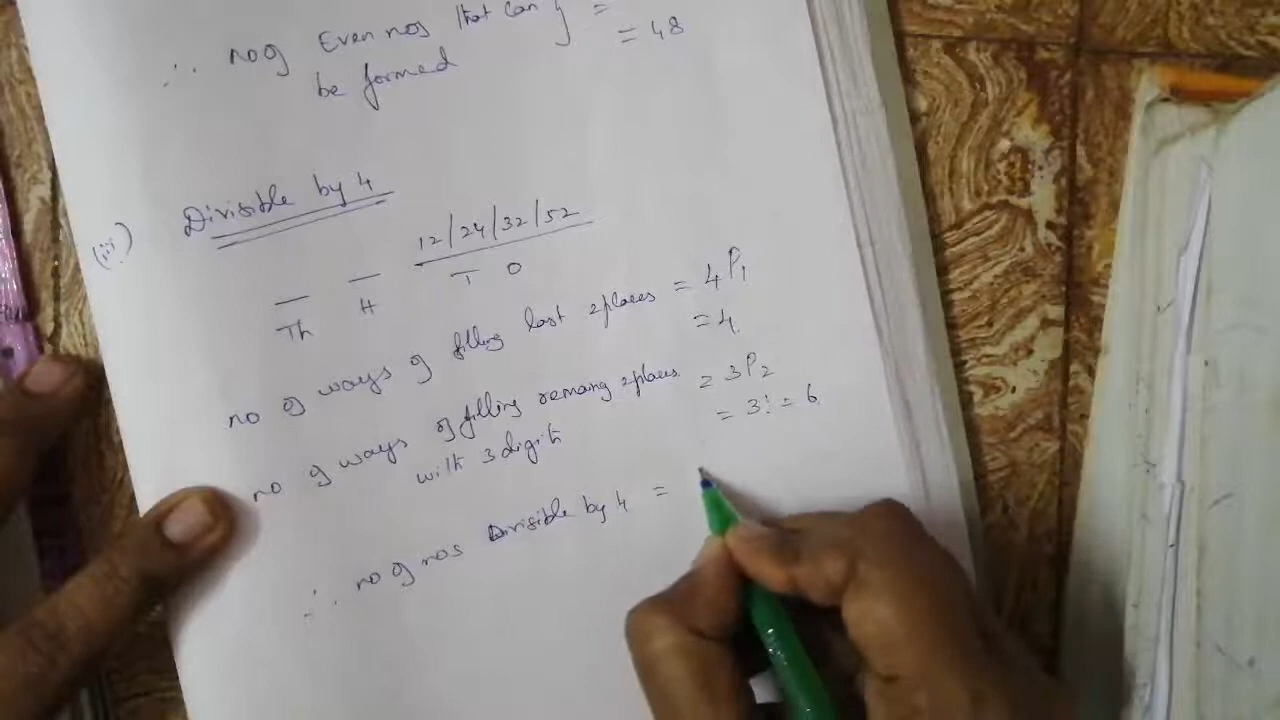 ∴ no of Even nos that can } =
be formed = 48
(iii) Divisible by 4
12/24/32/52
Th H T O
no of ways of filling last 2places = 4P1
= 4
no of ways of filling remaing 2places = 3P2
with 3 digits = 3! = 6
∴ no of nos Divisible by 4 =